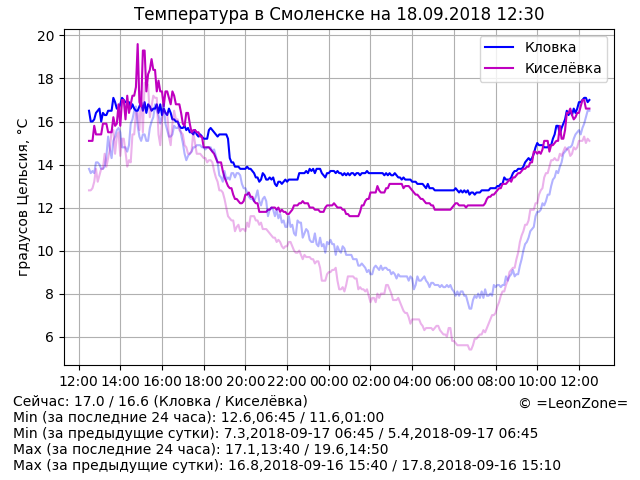 Температура в Смоленске на 18.09.2018 12:30
Кловка
Киселёвка
градусов Цельсия, °C
20
18
16
14
12
10
8
6
12:00 14:00 16:00 18:00 20:00 22:00 00:00 02:00 04:00 06:00 08:00 10:00 12:00
Сейчас: 17.0 / 16.6 (Кловка / Киселёвка)
© =LeonZone=
Min (за последние 24 часа): 12.6,06:45 / 11.6,01:00
Min (за предыдущие сутки): 7.3,2018-09-17 06:45 / 5.4,2018-09-17 06:45
Max (за последние 24 часа): 17.1,13:40 / 19.6,14:50
Max (за предыдущие сутки): 16.8,2018-09-16 15:40 / 17.8,2018-09-16 15:10